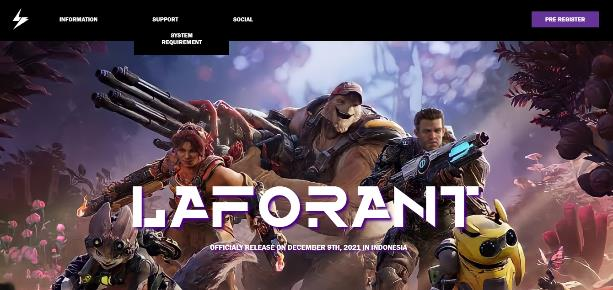 INFORMATION
SUPPORT
SOCIAL
PRE REGISTER
SYSTEM
REQUIREMENT
LAFORANT
OFFICIALY RELEASE ON DECEMBER 9TH, 2021 IN INDONESIA